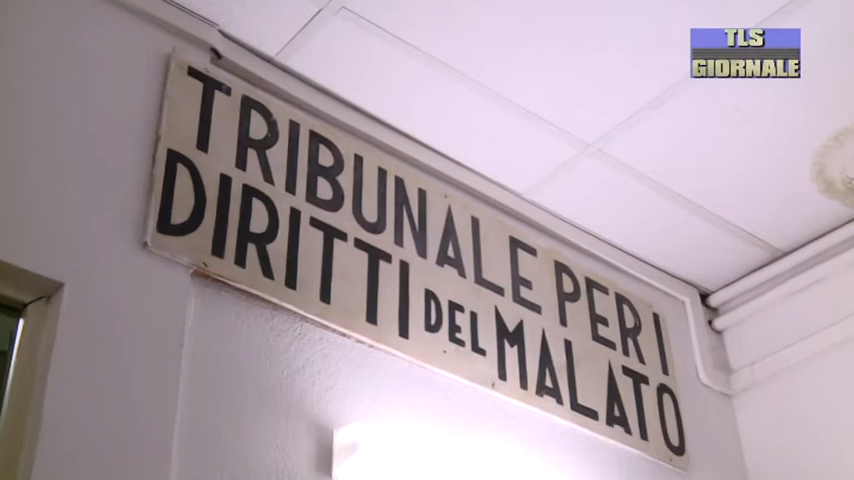 TLS
GIORNALE
TRIBUNALE PER I
DIRITTI DEL MALATO